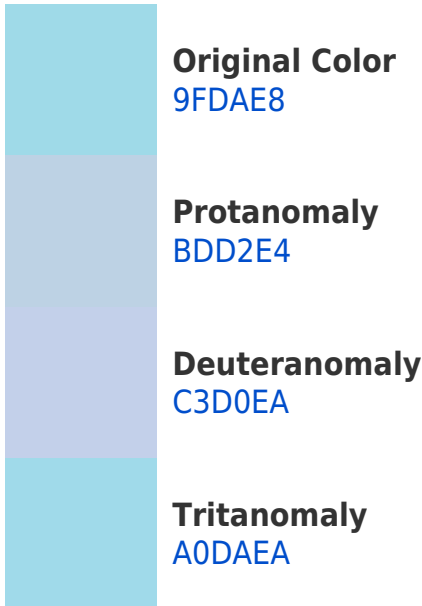 Original Color
9FDAE8
Protanomaly
BDD2E4
Deuteranomaly
C3D0EA
Tritanomaly
A0DAEA